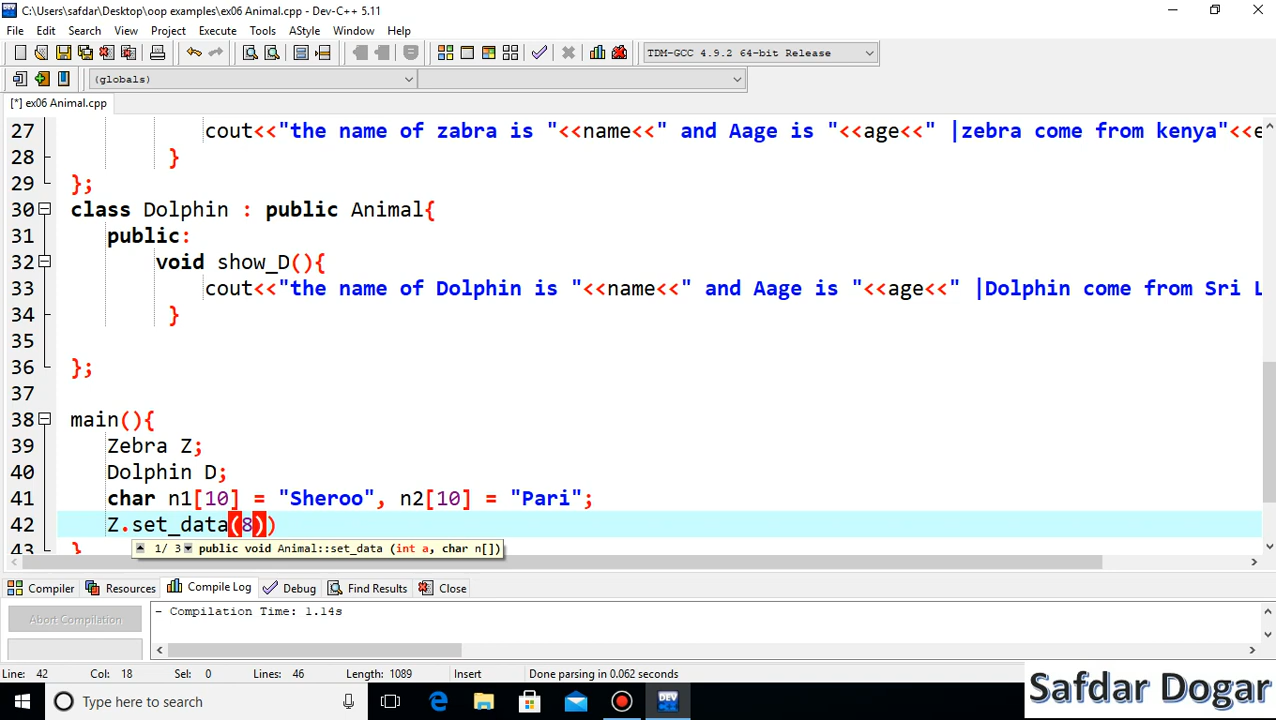 C:\Users\safdar\Desktop\oop examples\ex06 Animal.cpp - Dev-C++ 5.11
File Edit Search View Project Execute Tools AStyle Window Help
TDM-GCC 4.9.2 64-bit Release
(globals)
[*] ex06 Animal.cpp
27 cout<<"the name of zabra is "<<name<<" and Aage is "<<age<<" |zebra come from kenya"<<e
28 }
29 };
30 class Dolphin : public Animal{
31 public:
32 void show_D(){
33 cout<<"the name of Dolphin is "<<name<<" and Aage is "<<age<<" |Dolphin come from Sri L
34 }
35
36 };
37
38 main(){
39 Zebra Z;
40 Dolphin D;
41 char n1[10] = "Sheroo", n2[10] = "Pari";
42 Z.set_data(8))
43 }
1/ 3 public void Animal::set_data (int a, char n[])
Compiler Resources Compile Log Debug Find Results Close
Abort Compilation
- Compilation Time: 1.14s
Line: 42 Col: 18 Sel: 0 Lines: 46 Length: 1089 Insert Done parsing in 0.062 seconds
Type here to search
DEV
Safdar Dogar